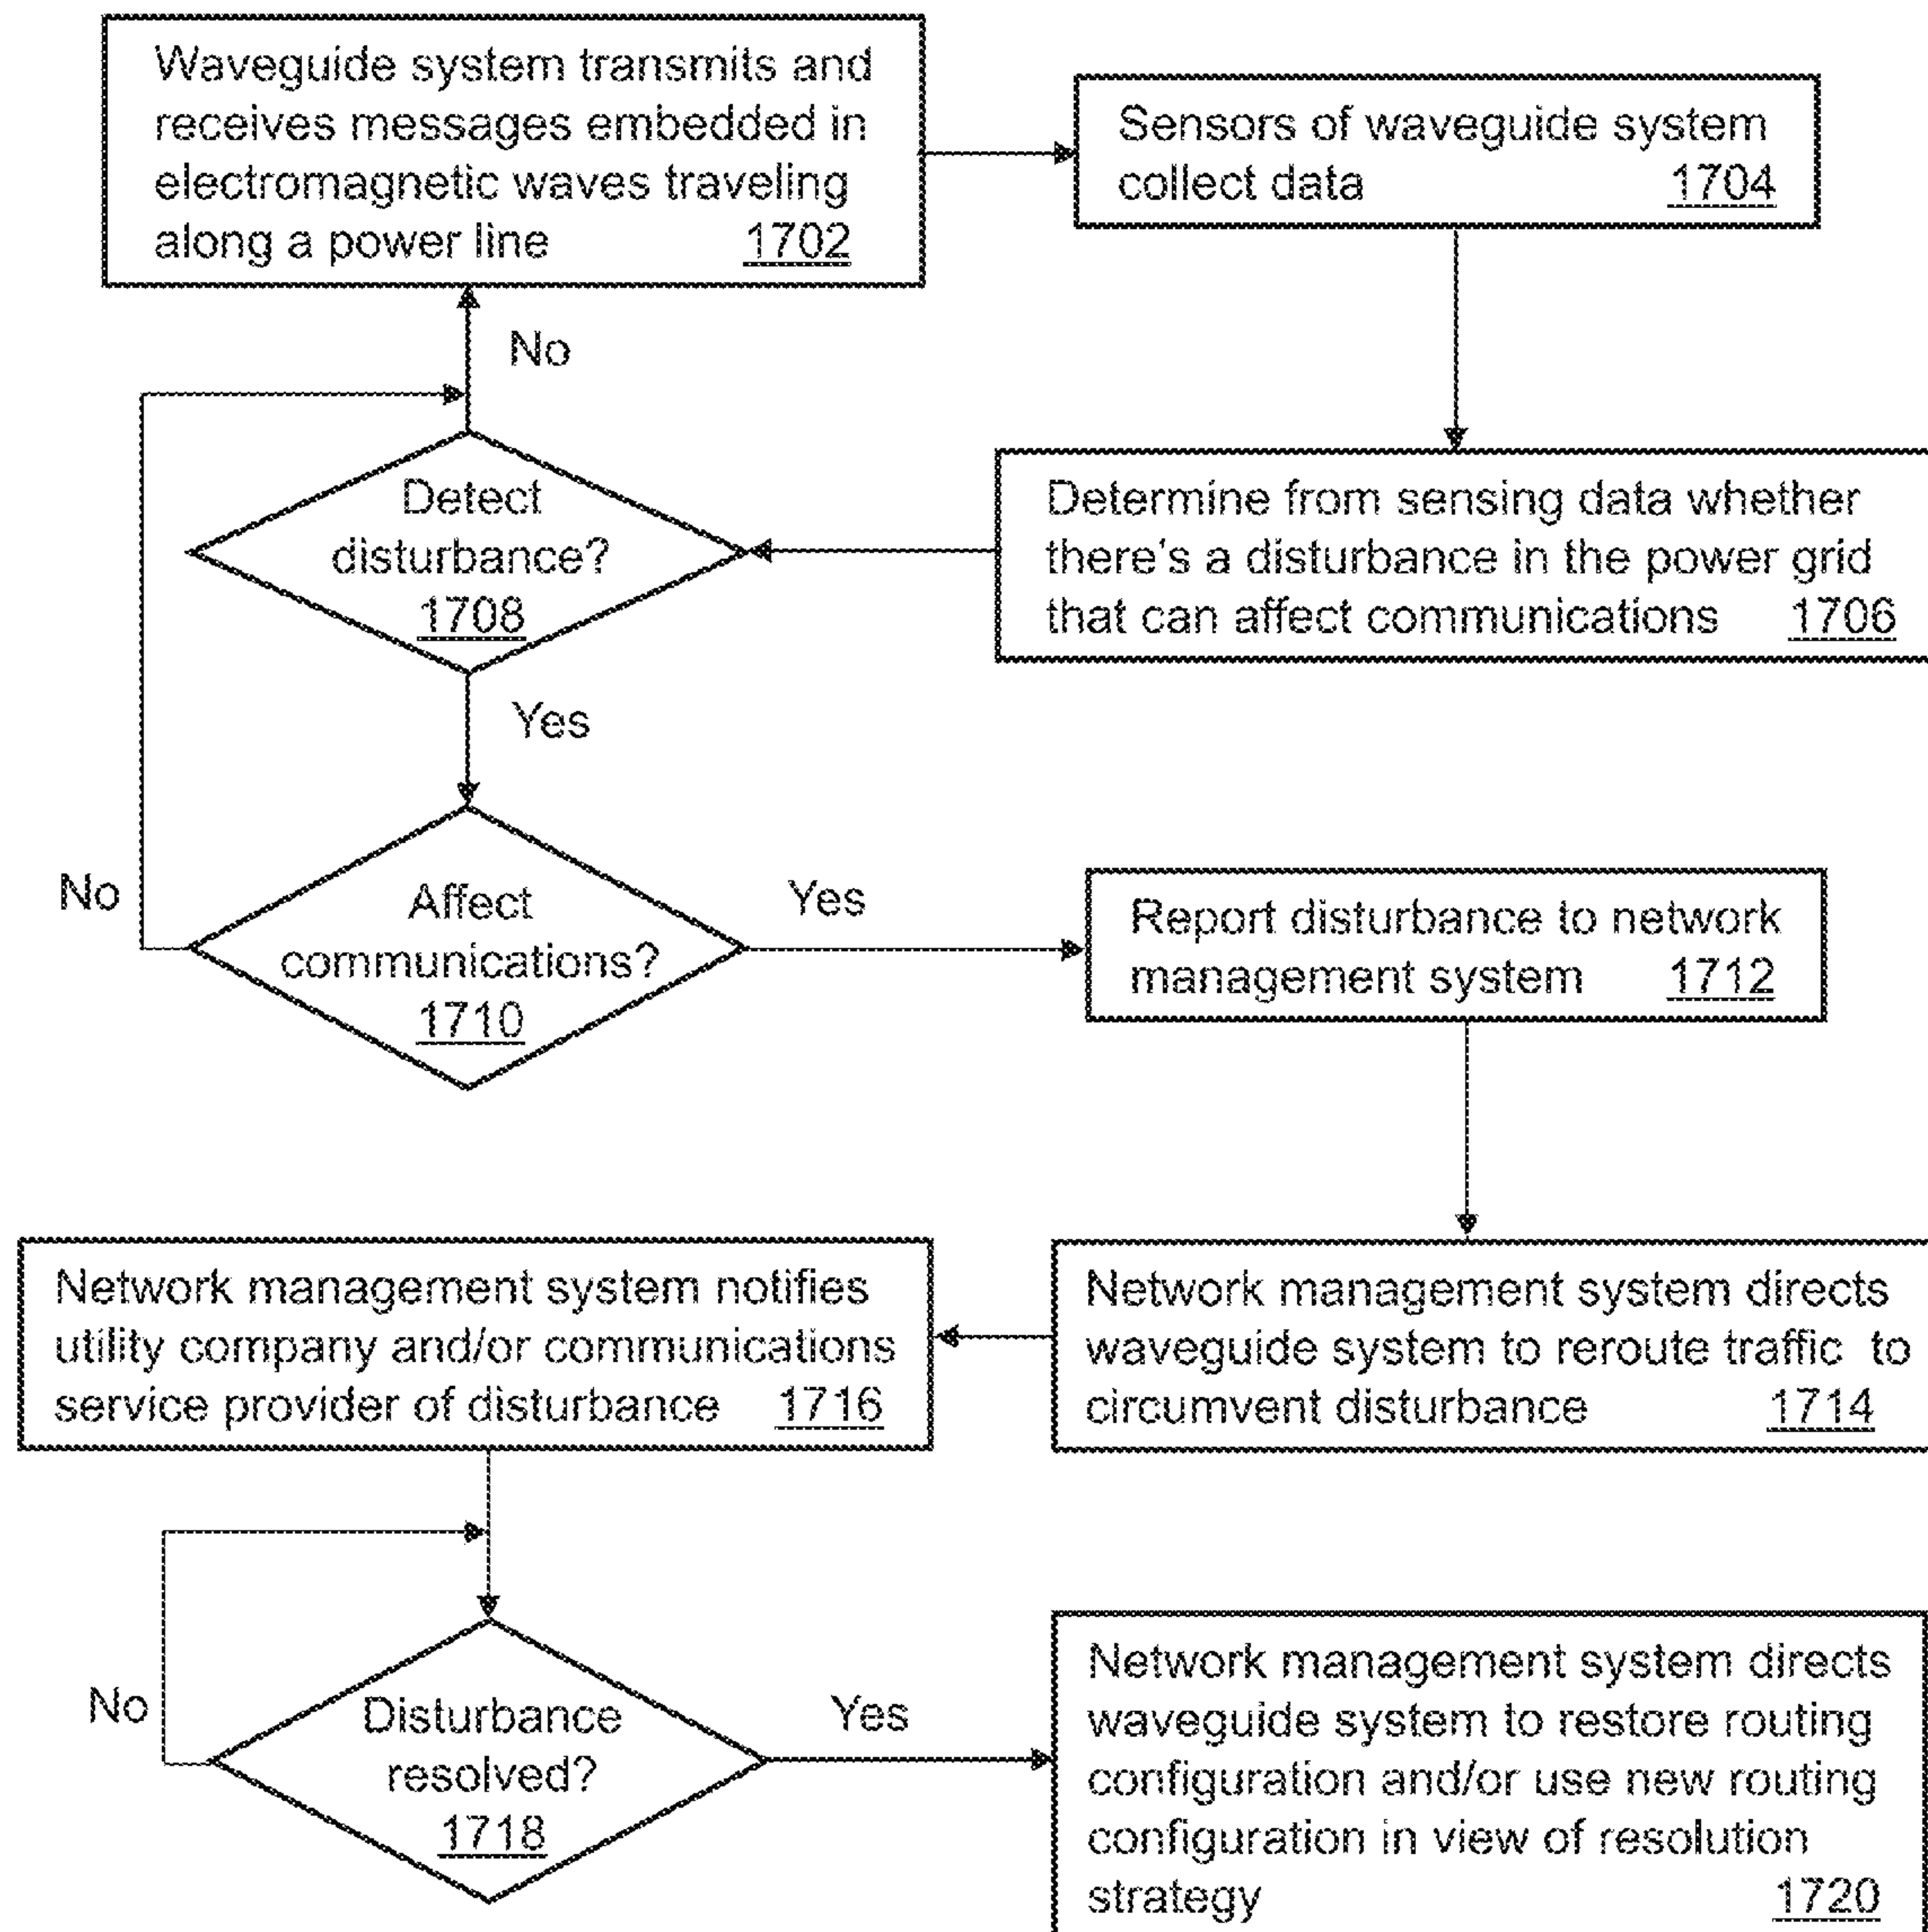 Waveguide system transmits and
receives messages embedded in
electromagnetic waves traveling
along a power line 1702
Sensors of waveguide system
collect data 1704
No
Detect
disturbance?
1708
Determine from sensing data whether
there's a disturbance in the power grid
that can affect communications 1706
Yes
No
Affect
communications?
1710
Yes
Report disturbance to network
management system 1712
Network management system notifies
utility company and/or communications
service provider of disturbance 1716
Network management system directs
waveguide system to reroute traffic to
circumvent disturbance 1714
No
Disturbance
resolved?
1718
Yes
Network management system directs
waveguide system to restore routing
configuration and/or use new routing
configuration in view of resolution
strategy 1720